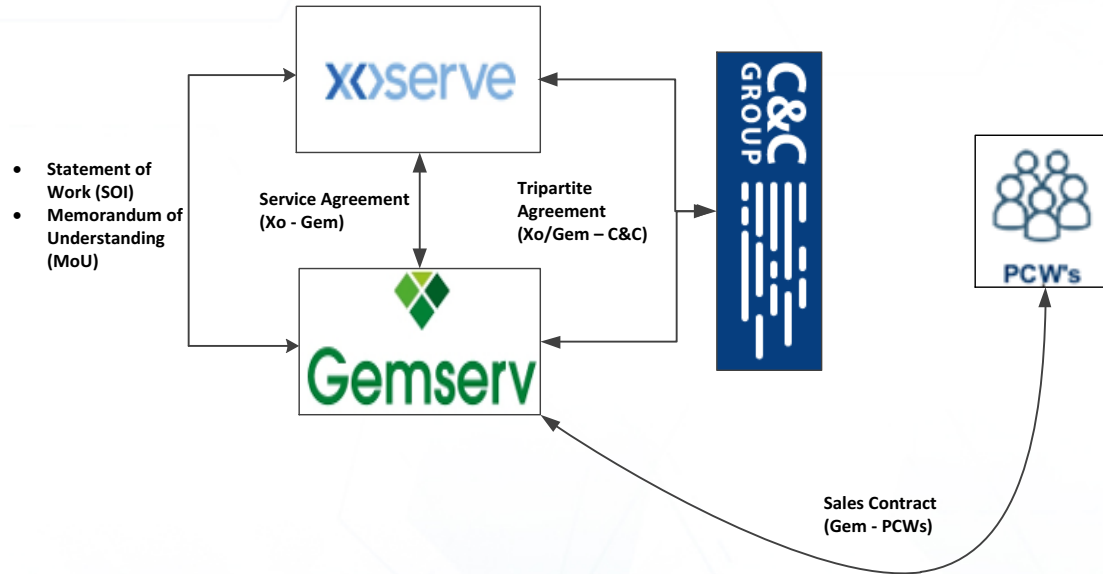 xoserve
C&C
GROUP
• Statement of
Work (SOI)
• Memorandum of
Understanding
(MoU)
Service Agreement
(Xo - Gem)
Tripartite
Agreement
(Xo/Gem – C&C)
PCW's
Gemserv
Sales Contract
(Gem - PCWs)